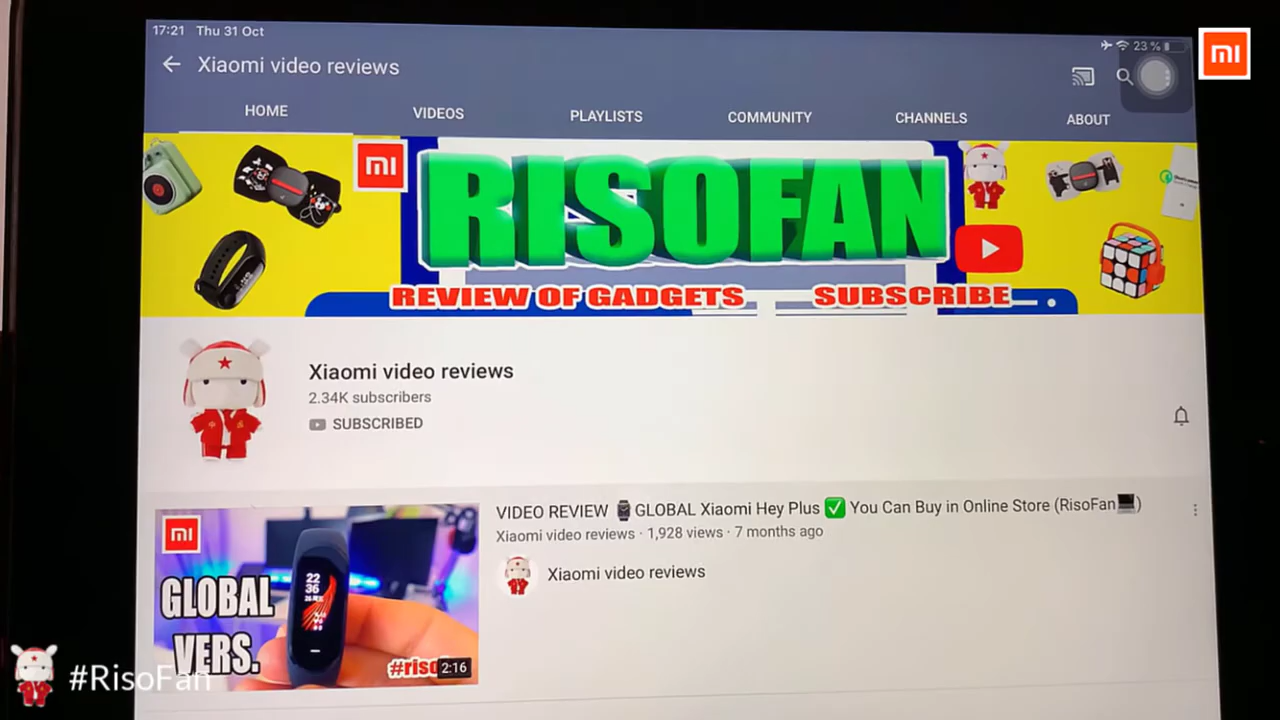 17:21 Thu 31 Oct
23 %
Xiaomi video reviews
HOME VIDEOS PLAYLISTS COMMUNITY CHANNELS ABOUT
RISOFAN
REVIEW OF GADGETS SUBSCRIBE
Xiaomi video reviews
2.34K subscribers
SUBSCRIBED
VIDEO REVIEW ⌚GLOBAL Xiaomi Hey Plus ✅ You Can Buy in Online Store (RisoFan💻)
Xiaomi video reviews · 1,928 views · 7 months ago
Xiaomi video reviews
GLOBAL
VERS.
22
36
2:16
#RisoFan